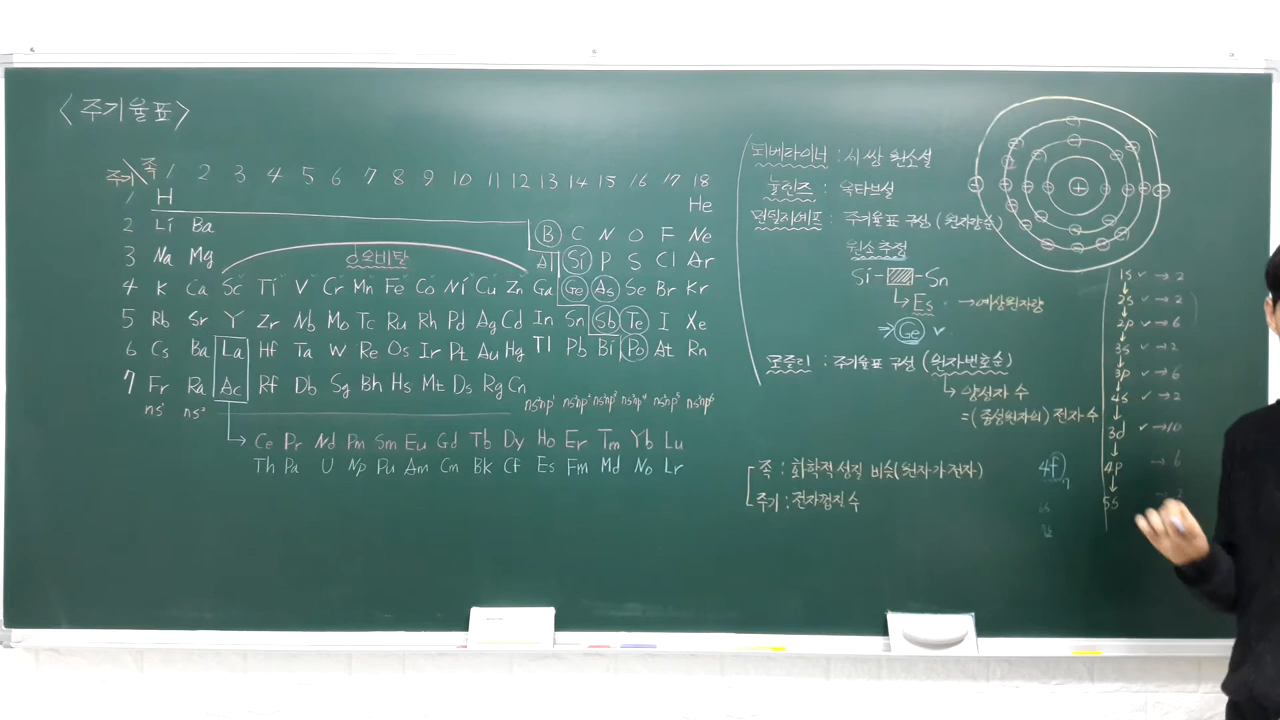 <주기율표>
족 1 2 3 4 5 6 7 8 9 10 11 12 13 14 15 16 17 18
주기
1 H He
2 Li Ba B C N O F Ne
3 Na Mg d오비탈 Al Si P S Cl Ar
4 K Ca Sc Ti V Cr Mn Fe Co Ni Cu Zn Ga Ge As Se Br Kr
5 Rb Sr Y Zr Nb Mo Tc Ru Rh Pd Ag Cd In Sn Sb Te I Xe
6 Cs Ba La Hf Ta W Re Os Ir Pt Au Hg Tl Pb Bi Po At Rn
7 Fr Ra Ac Rf Db Sg Bh Hs Mt Ds Rg Cn
ns¹ ns² ns²np¹ ns²np² ns²np³ ns²np⁴ ns²np⁵ ns²np⁶
Ce Pr Nd Pm Sm Eu Gd Tb Dy Ho Er Tm Yb Lu
Th Pa U Np Pu Am Cm Bk Cf Es Fm Md No Lr
되베라이너 : 세 쌍 원소설
뉼린즈 : 옥타브설
멘델레예프 : 주기율표 구성 (원자량순)
원소추정
Si - - Sn
↳ Es → 예상원자량
⇒ Ge ✓
모즐리 : 주기율표 구성 (원자번호순)
↳ 양성자 수
= (중성원자의) 전자 수
족 : 화학적 성질 비슷(원자가전자)
주기 : 전자껍질 수
4f
1s ✓ → 2
2s ✓ → 2
2p ✓ → 6
3s ✓ → 2
3p ✓ → 6
4s ✓ → 2
3d ✓ → 10
4p → 6
5s → 2